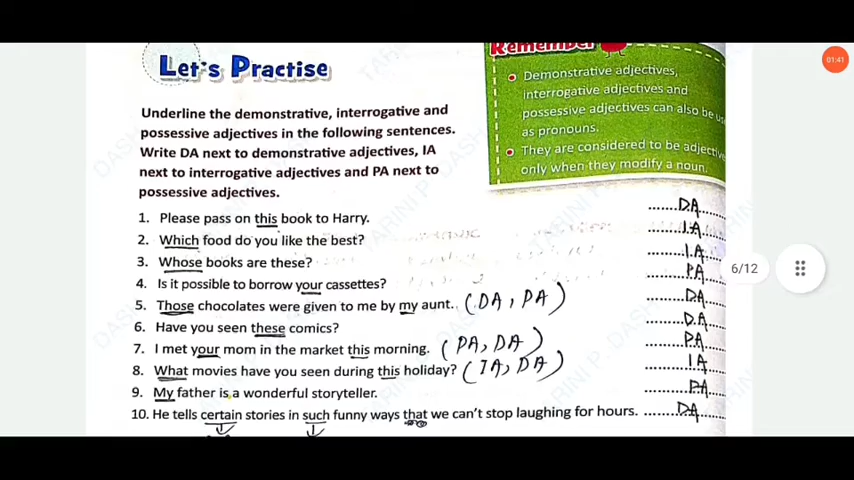 Let's Practise
Remember
Demonstrative adjectives,
interrogative adjectives and
possessive adjectives can also be
as pronouns.
They are considered to be
only when they modify a noun.
01:41
Underline the demonstrative, interrogative and
possessive adjectives in the following sentences.
Write DA next to demonstrative adjectives, IA
next to interrogative adjectives and PA next to
possessive adjectives.
1. Please pass on this book to Harry. DA
2. Which food do you like the best? I.A
3. Whose books are these? I.A
4. Is it possible to borrow your cassettes? PA
5. Those chocolates were given to me by my aunt. (DA, PA) DA
6. Have you seen these comics? D.A
7. I met your mom in the market this morning. (PA, DA) PA
8. What movies have you seen during this holiday? (IA, DA) IA
9. My father is a wonderful storyteller. PA
10. He tells certain stories in such funny ways that we can't stop laughing for hours. DA
6/12